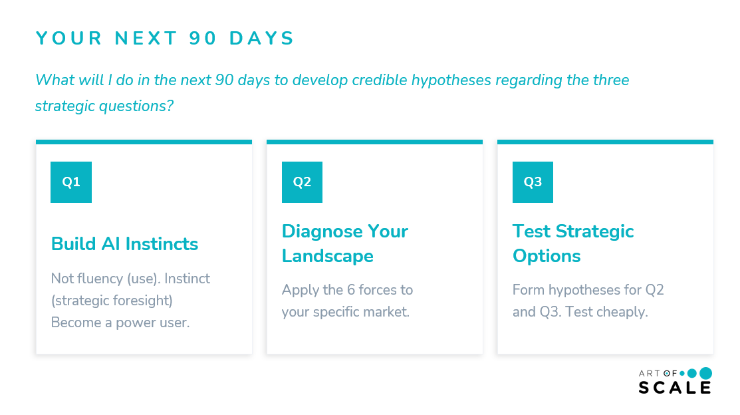 YOUR NEXT 90 DAYS
What will I do in the next 90 days to develop credible hypotheses regarding the three
strategic questions?
Q1
Build AI Instincts
Not fluency (use). Instinct
(strategic foresight)
Become a power user.
Q2
Diagnose Your
Landscape
Apply the 6 forces to
your specific market.
Q3
Test Strategic
Options
Form hypotheses for Q2
and Q3. Test cheaply.
ART OF
SCALE